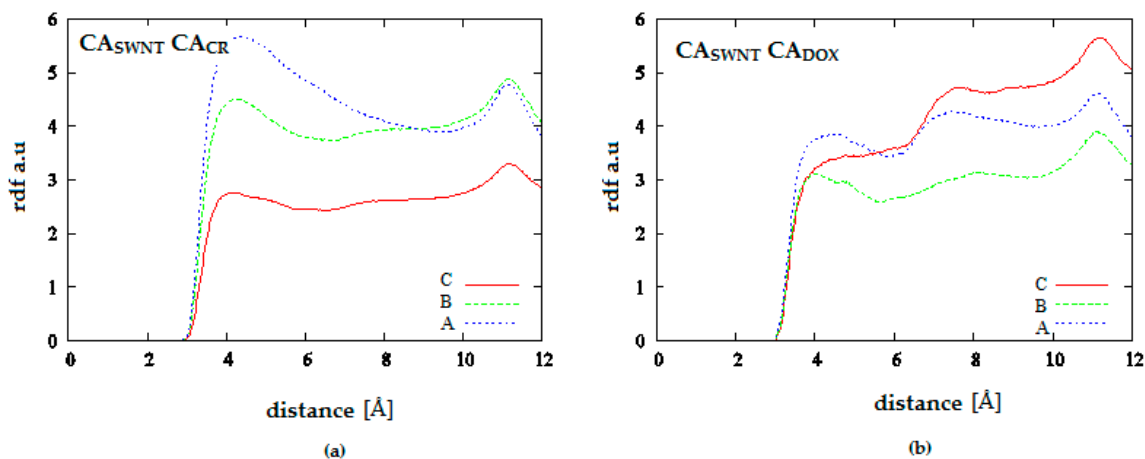 CA_SWNT CA_CR
6
5
4
3
2
1
0
rdf a.u
C
B
A
0 2 4 6 8 10 12
distance [Å]
(a)
CA_SWNT CA_DOX
6
5
4
3
2
1
0
rdf a.u
C
B
A
0 2 4 6 8 10 12
distance [Å]
(b)